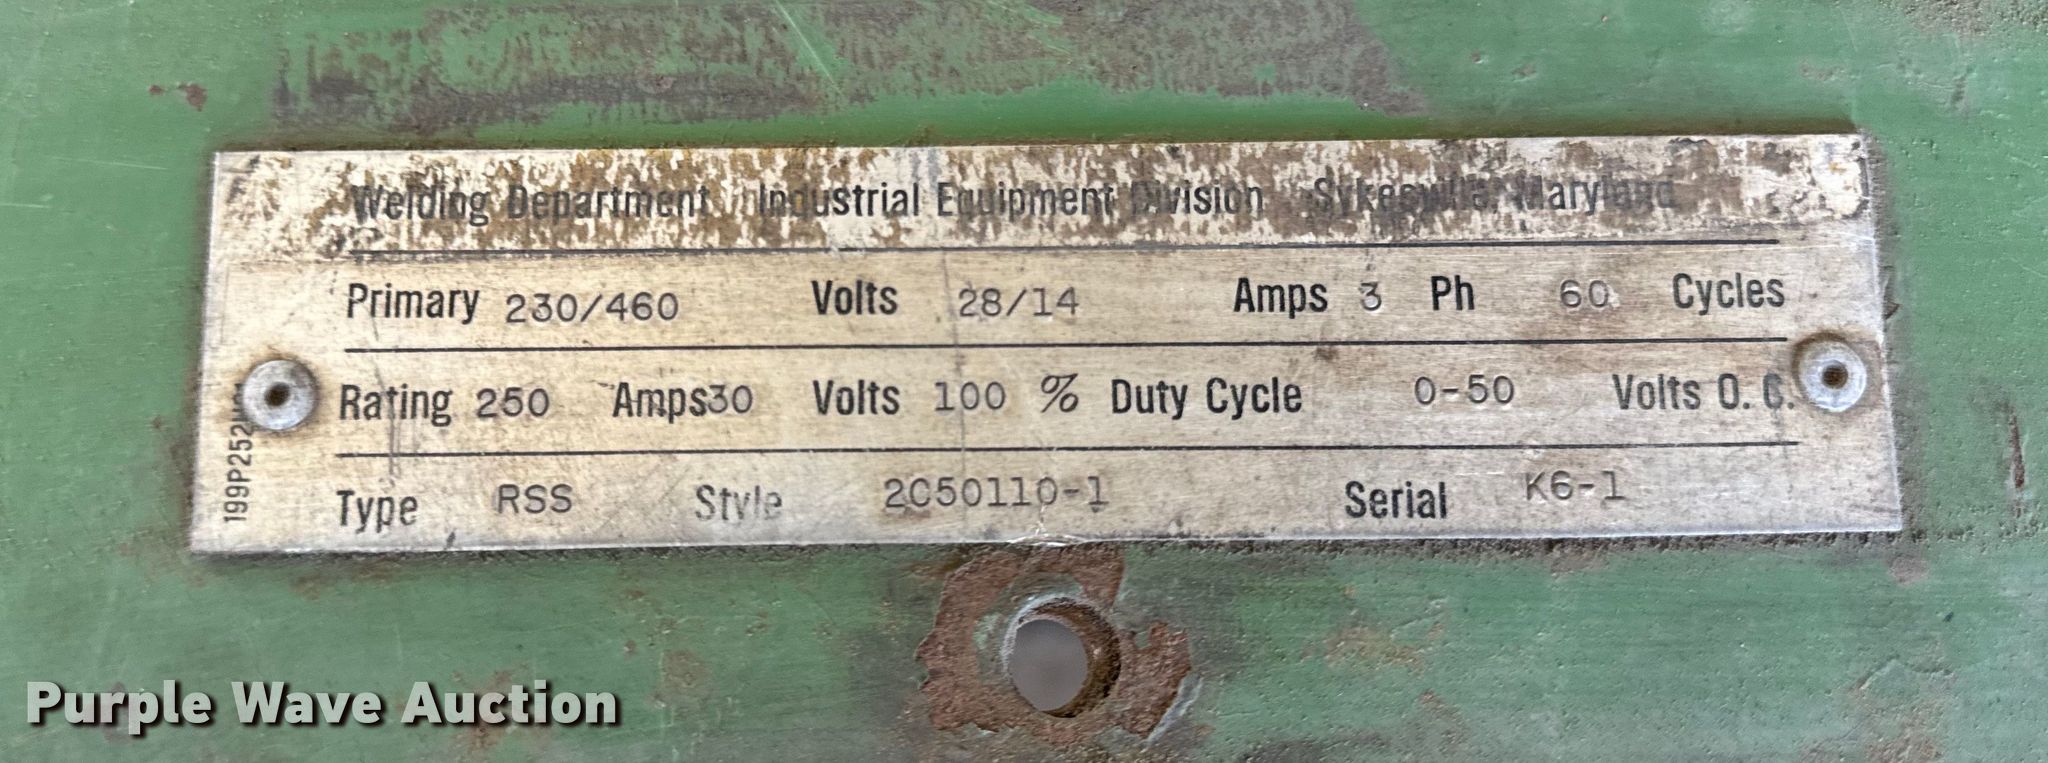 Welding Department Industrial Equipment Division Sykesville, Maryland
Primary 230/460 Volts 28/14 Amps 3 Ph 60 Cycles
Rating 250 Amps 30 Volts 100 % Duty Cycle 0-50 Volts O. C.
Type RSS Style 2C50110-1 Serial K6-1
Purple Wave Auction